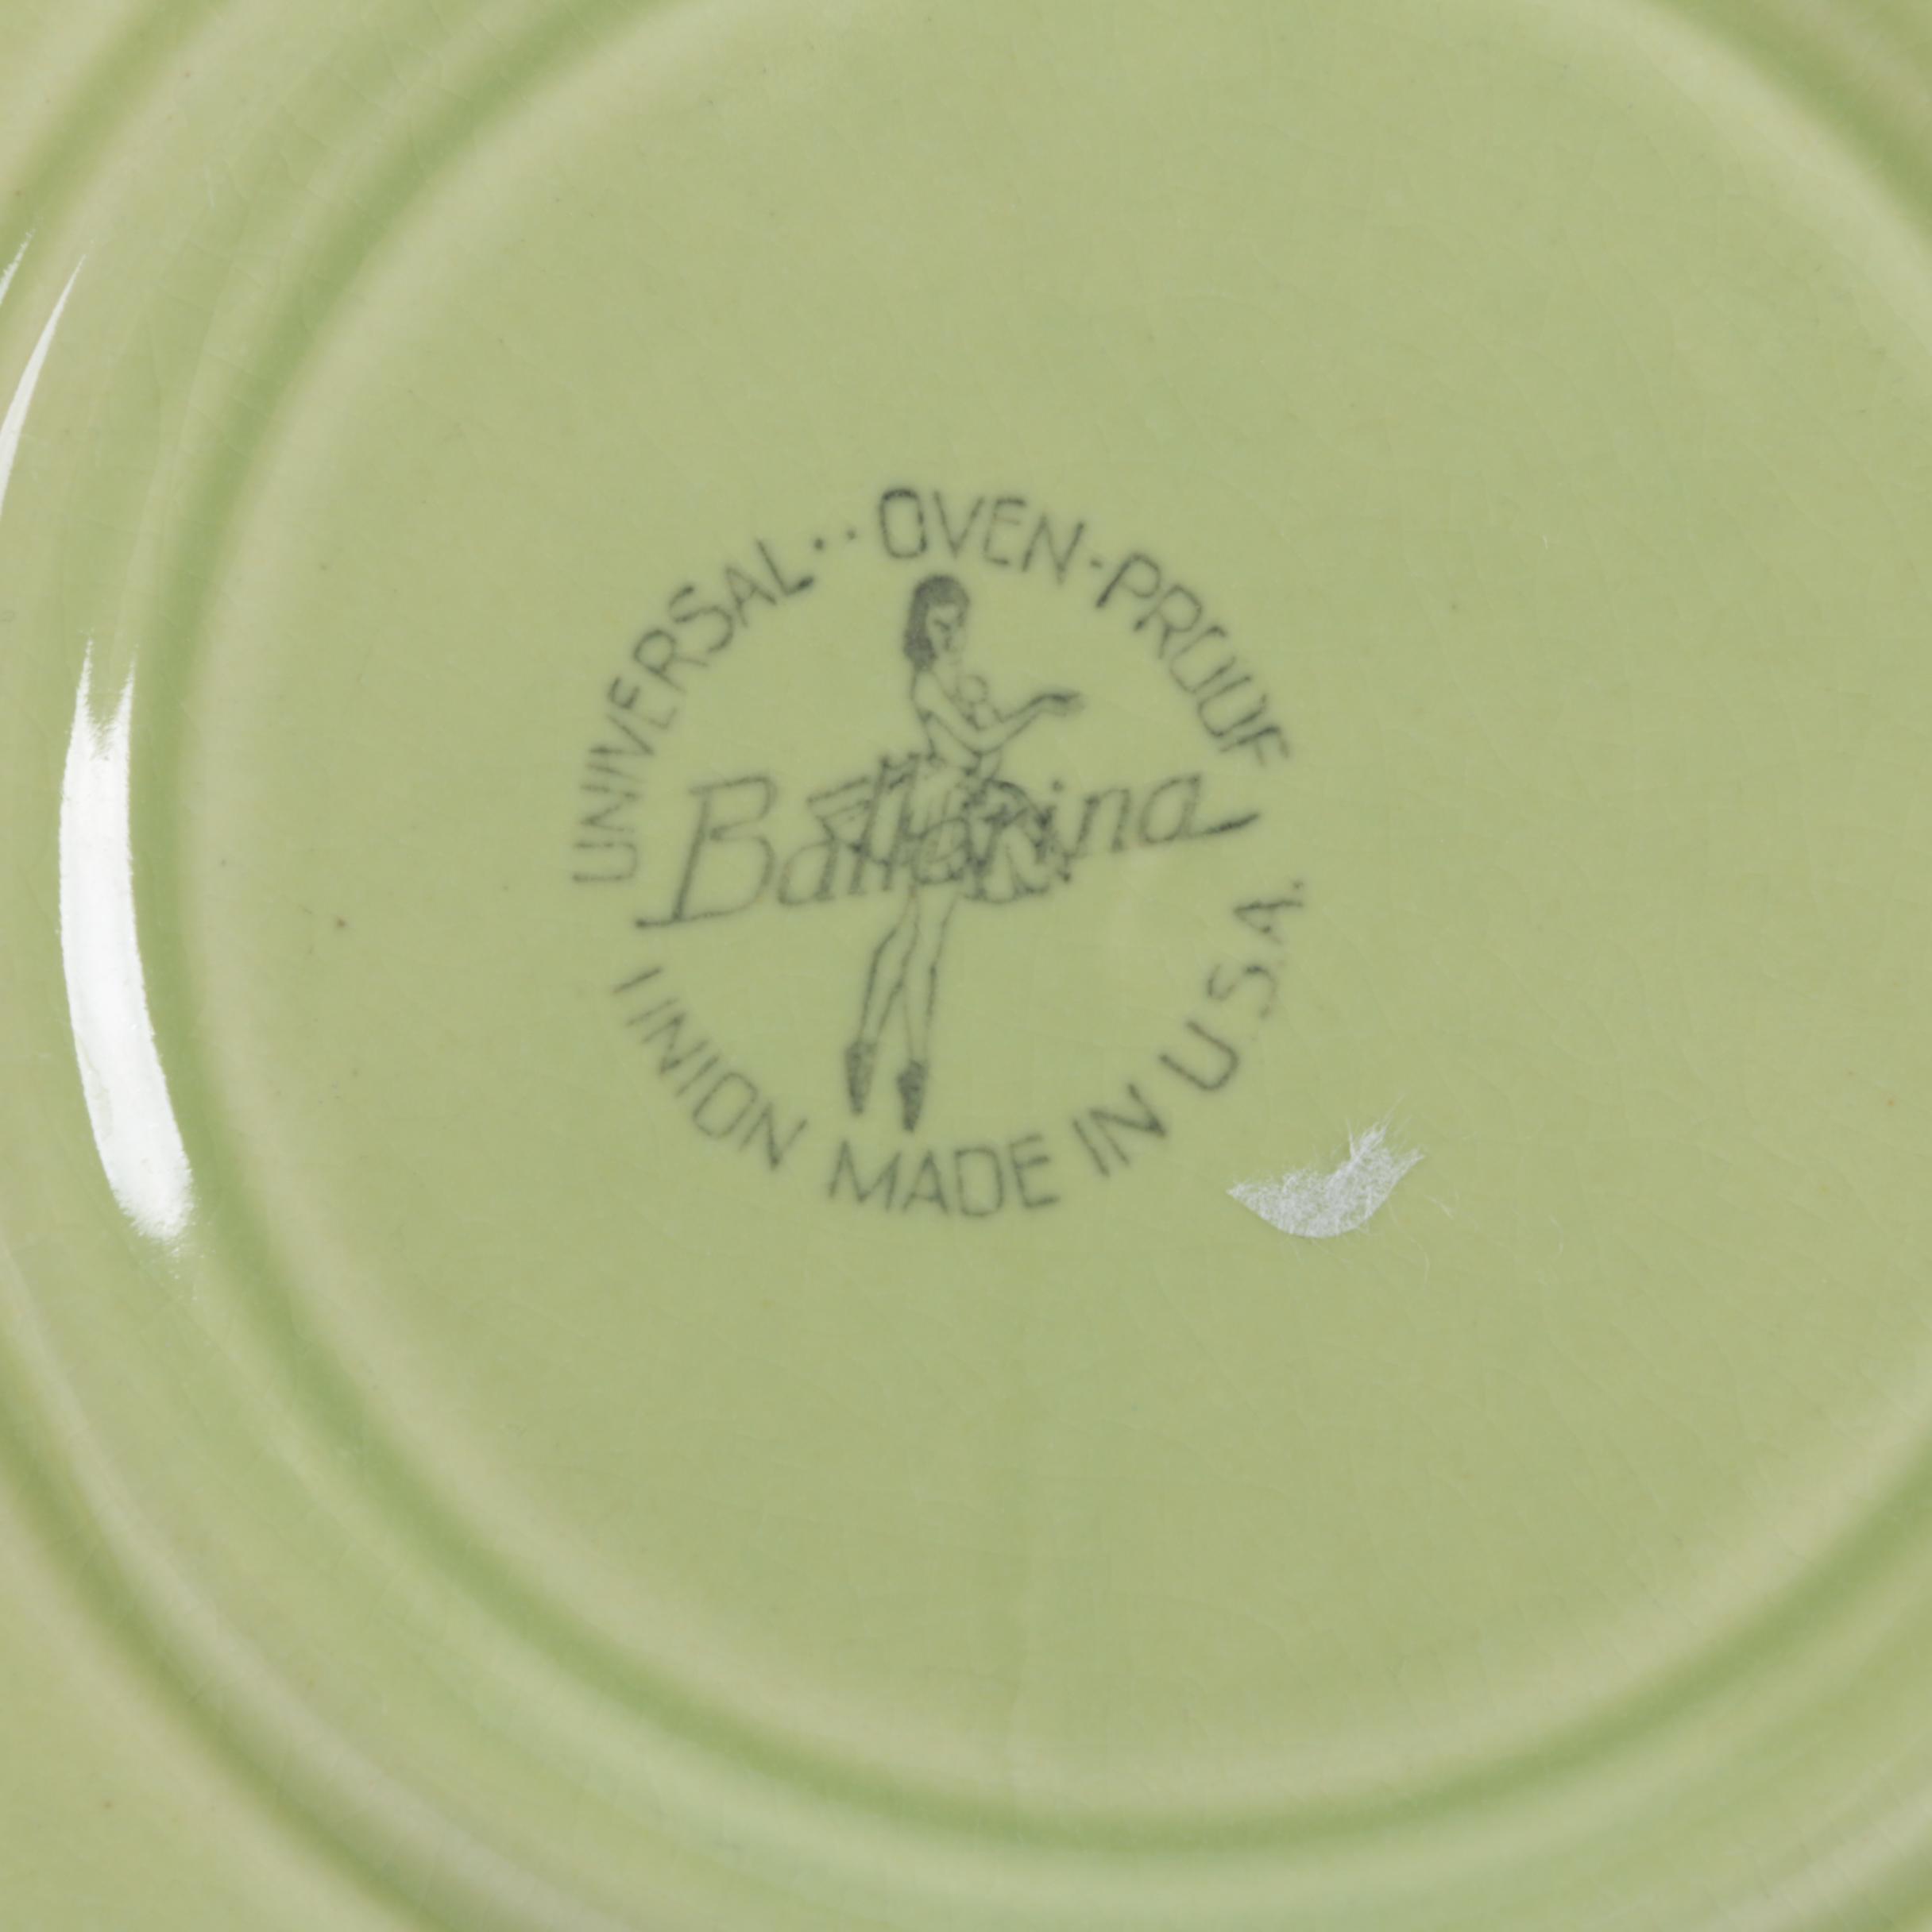 UNIVERSAL·· OVEN-PROOF
Ballerina
UNION MADE IN U.S.A.